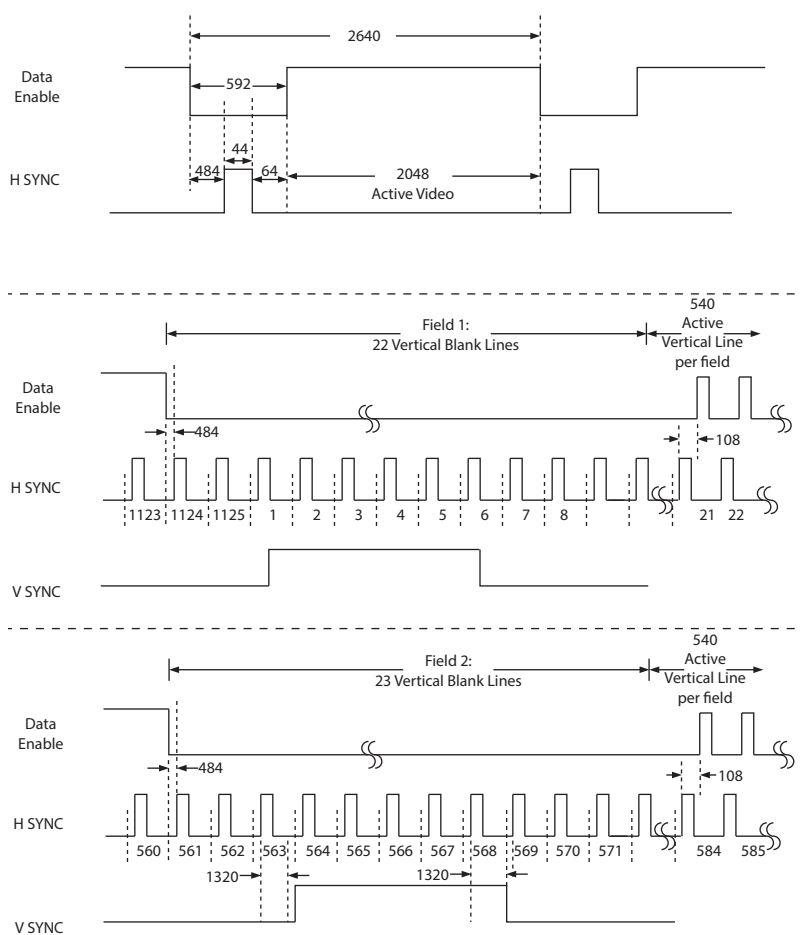 2640
Data
Enable
592
44
484
64
2048
Active Video
H SYNC
Field 1:
22 Vertical Blank Lines
540
Active
Vertical Line
per field
Data
Enable
484
108
H SYNC
1123 1124 1125 1 2 3 4 5 6 7 8 21 22
V SYNC
Field 2:
23 Vertical Blank Lines
540
Active
Vertical Line
per field
Data
Enable
484
108
H SYNC
560 561 562 563 564 565 566 567 568 569 570 571 584 585
1320 1320
V SYNC